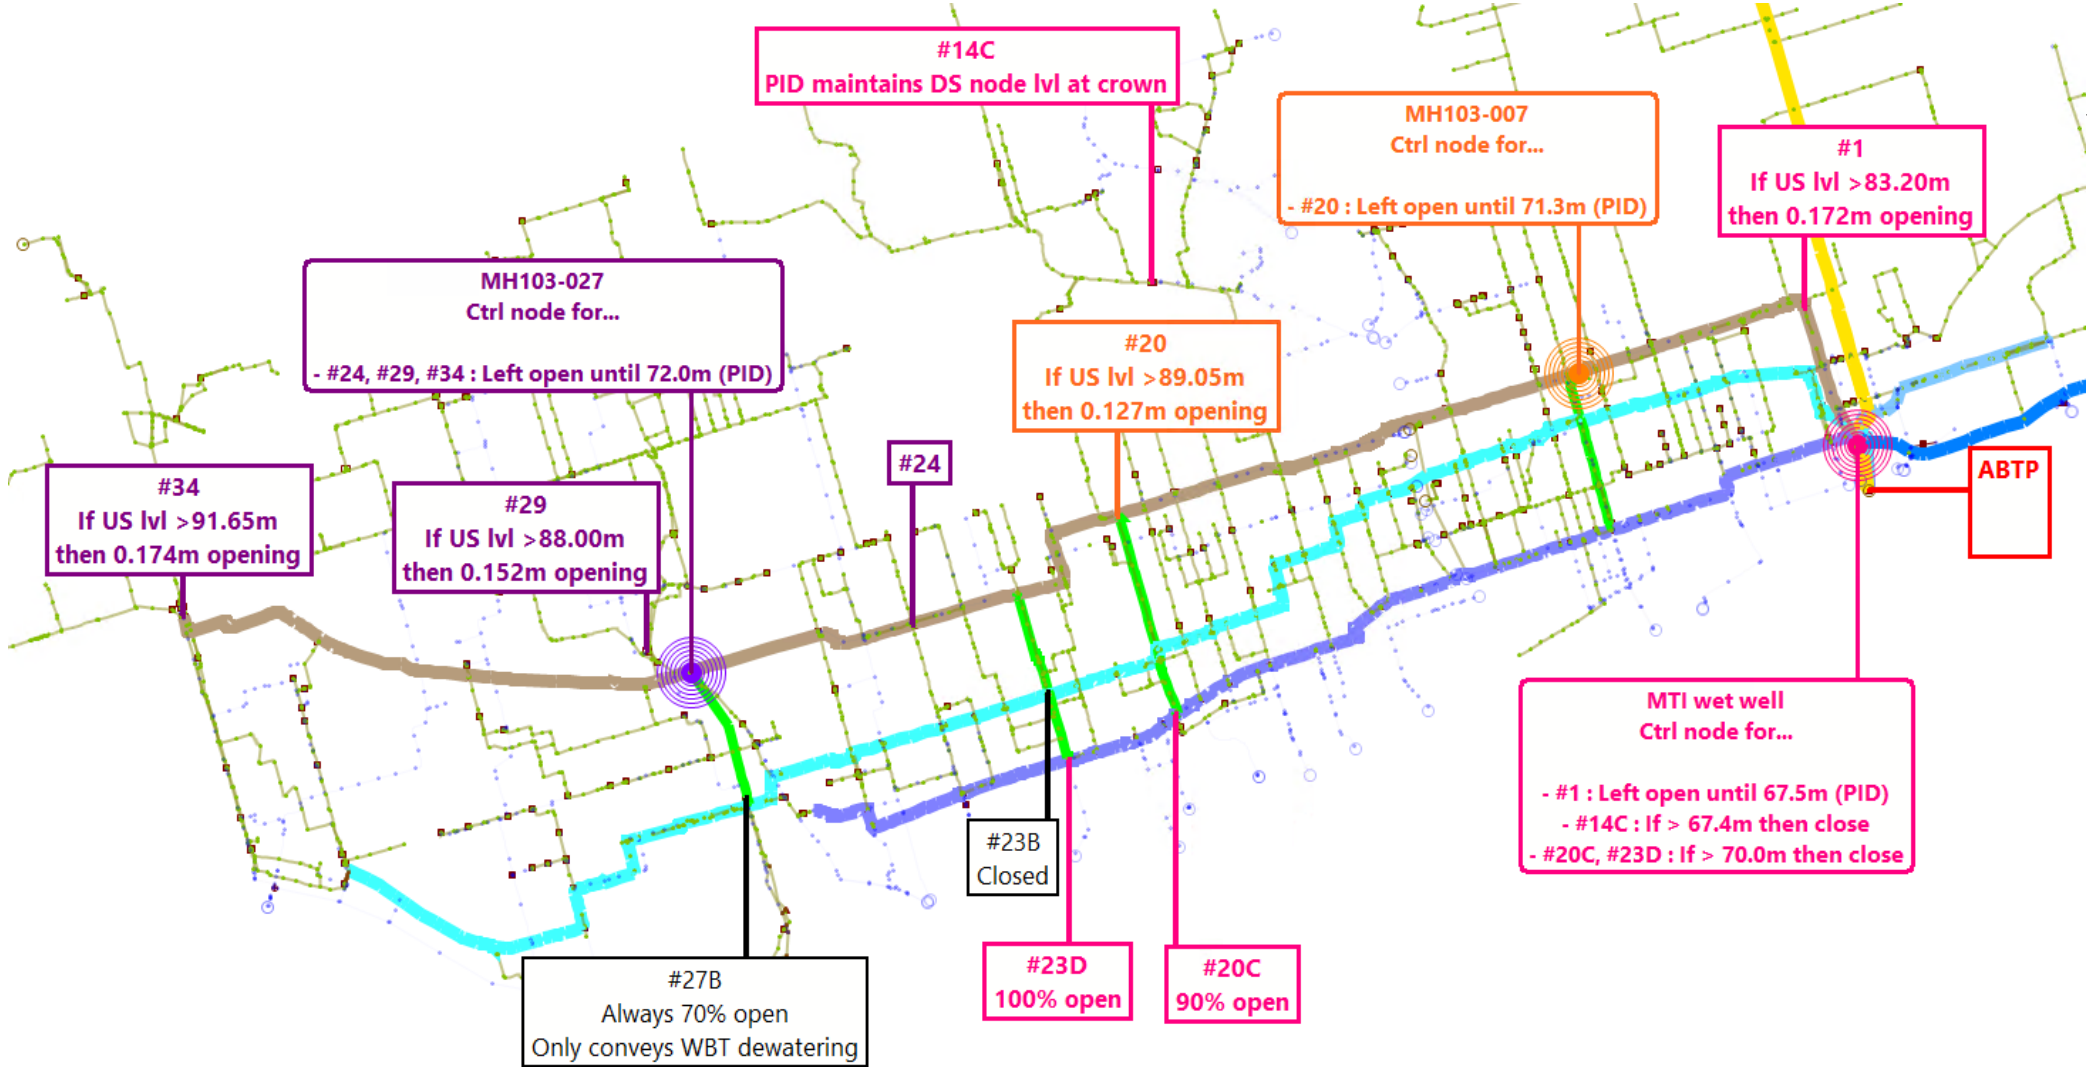 #14C
PID maintains DS node lvl at crown
MH103-007
Ctrl node for...
- #20 : Left open until 71.3m (PID)
#1
If US lvl >83.20m
then 0.172m opening
MH103-027
Ctrl node for...
- #24, #29, #34 : Left open until 72.0m (PID)
#20
If US lvl >89.05m
then 0.127m opening
#24
#34
If US lvl >91.65m
then 0.174m opening
#29
If US lvl >88.00m
then 0.152m opening
ABTP
MTI wet well
Ctrl node for...
- #1 : Left open until 67.5m (PID)
- #14C : If > 67.4m then close
- #20C, #23D : If > 70.0m then close
#23B
Closed
#23D
100% open
#20C
90% open
#27B
Always 70% open
Only conveys WBT dewatering